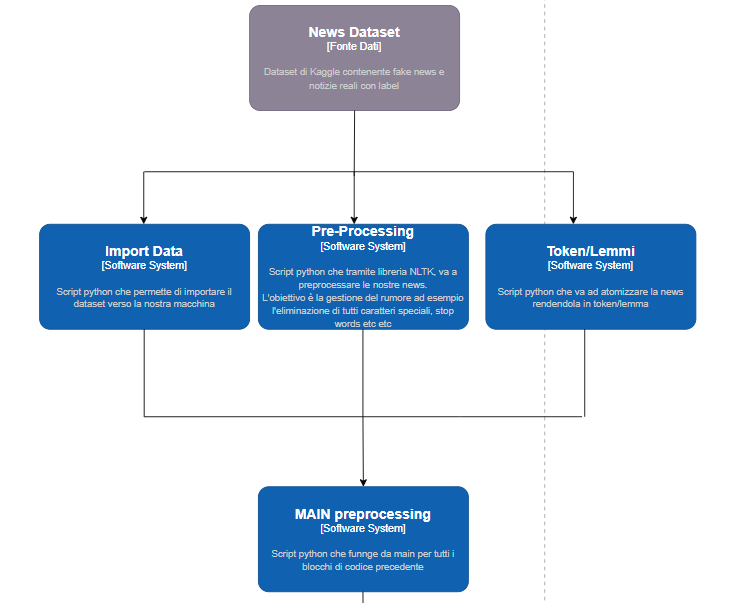 News Dataset
[Fonte Dati]
Dataset di Kaggle contenente fake news e
notizie reali con label
Import Data
[Software System]
Script python che permette di importare il
dataset verso la nostra macchina
Pre-Processing
[Software System]
Script python che tramite libreria NLTK, va a
preprocessare le nostre news.
L'obiettivo è la gestione del rumore ad esempio
l'eliminazione di tutti caratteri speciali, stop
words etc etc
Token/Lemmi
[Software System]
Script python che va ad atomizzare la news
rendendola in token/lemma
MAIN preprocessing
[Software System]
Script python che funnge da main per tutti i
blocchi di codice precedente